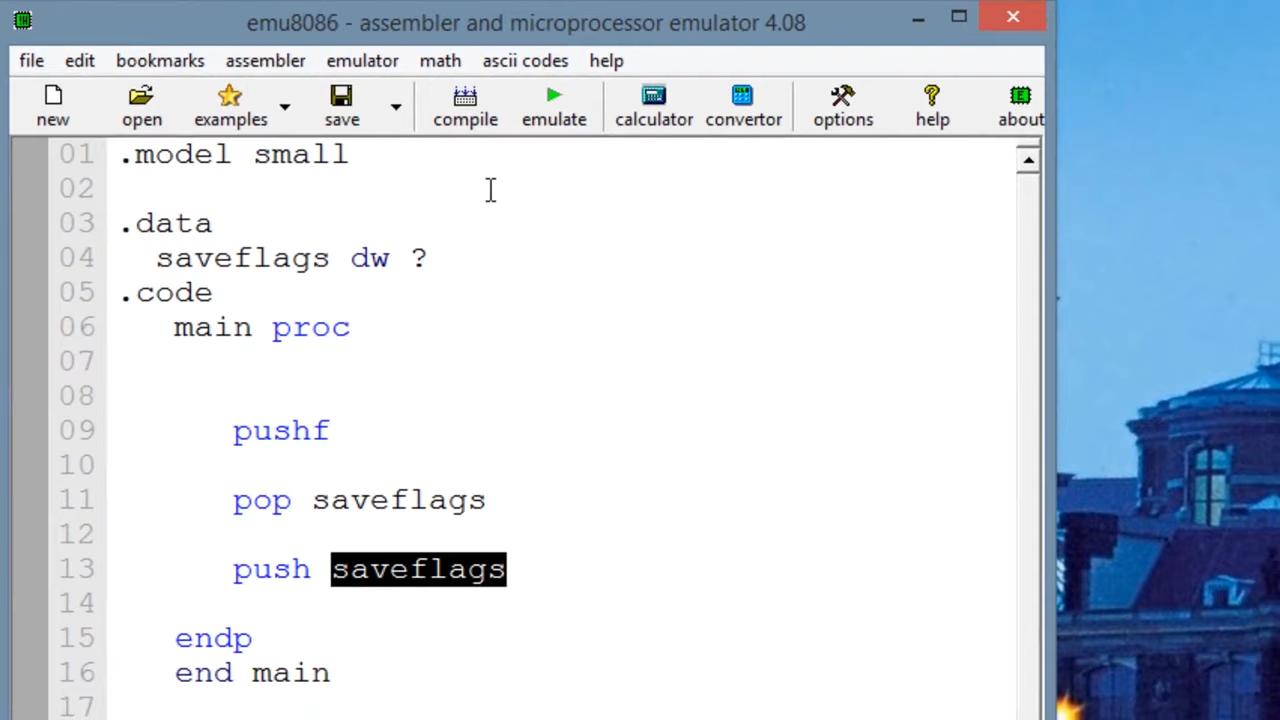 emu8086 - assembler and microprocessor emulator 4.08
file edit bookmarks assembler emulator math ascii codes help
new open examples save compile emulate calculator convertor options help about
01 .model small
02
03 .data
04 saveflags dw ?
05 .code
06 main proc
07
08
09 pushf
10
11 pop saveflags
12
13 push saveflags
14
15 endp
16 end main
17